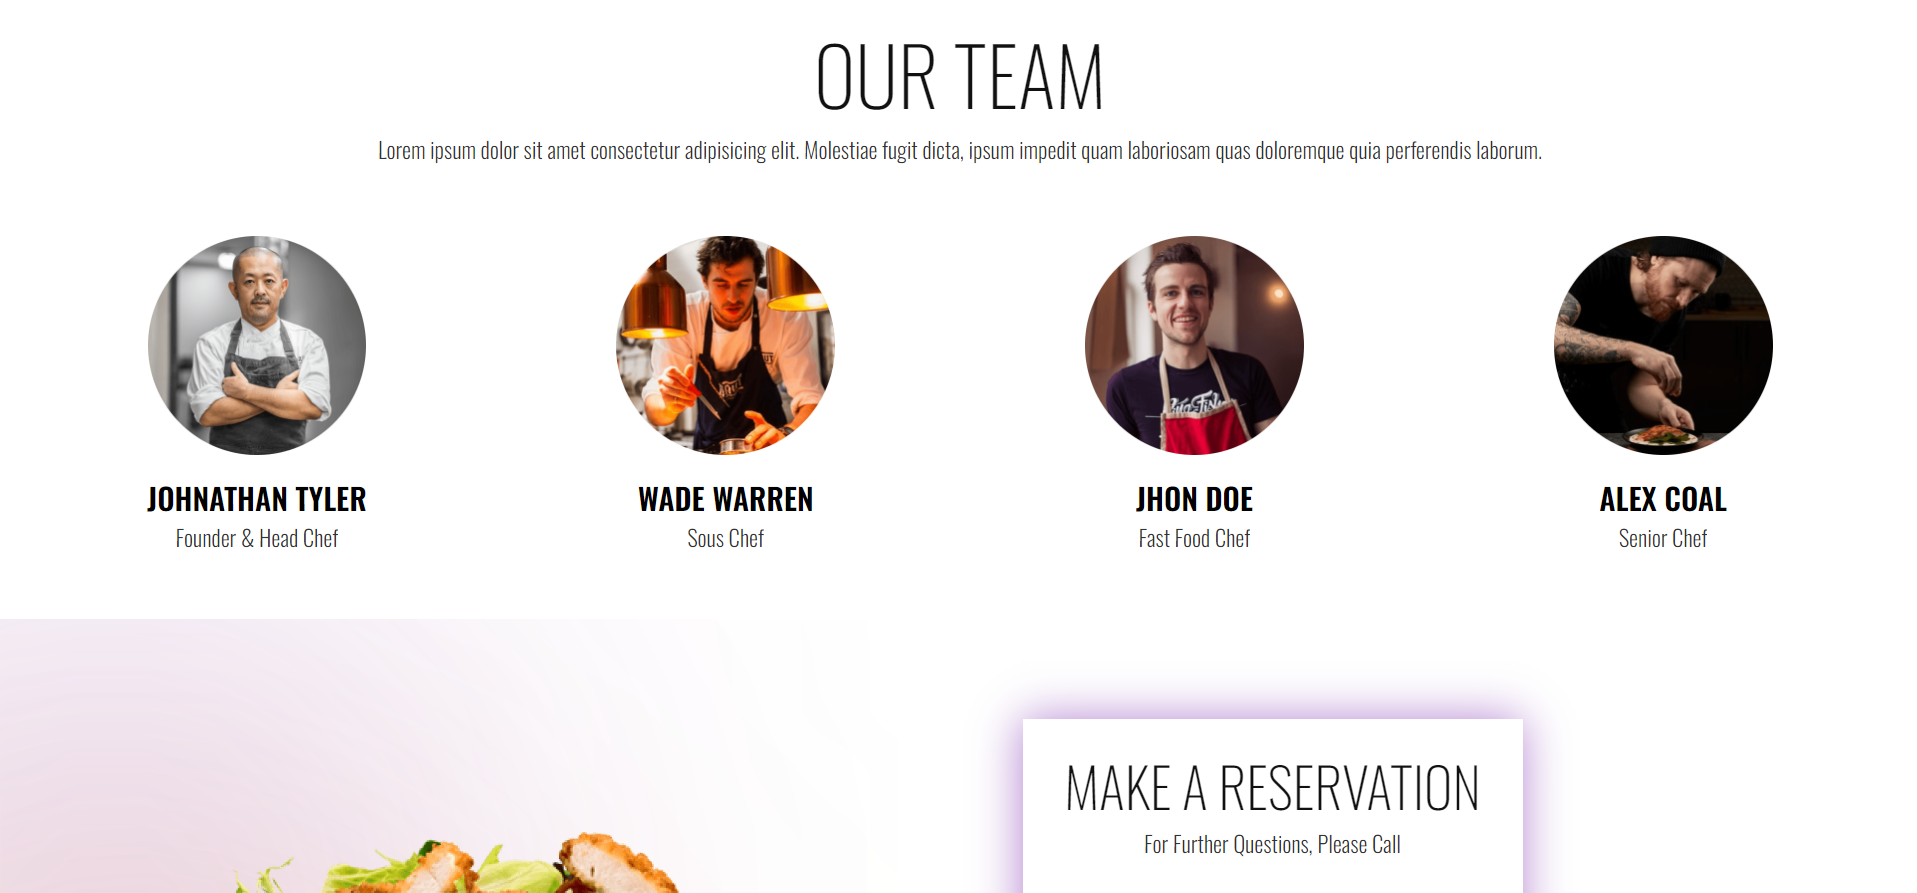 OUR TEAM
Lorem ipsum dolor sit amet consectetur adipisicing elit. Molestiae fugit dicta, ipsum impedit quam laboriosam quas doloremque quia perferendis laborum.
JOHNATHAN TYLER
Founder & Head Chef
WADE WARREN
Sous Chef
JHON DOE
Fast Food Chef
ALEX COAL
Senior Chef
MAKE A RESERVATION
For Further Questions, Please Call